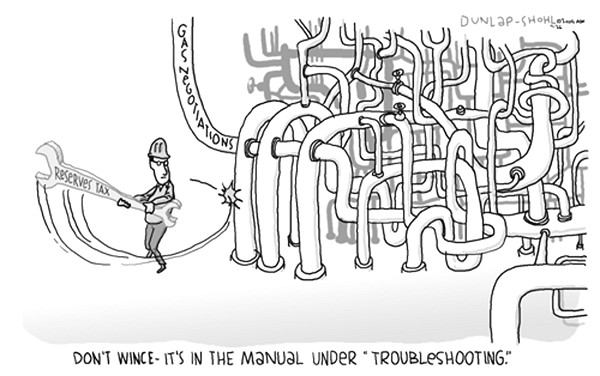 DUNLAP-SHOHL
GAS NEGOTIATIONS
RESERVES TAX
DON'T WINCE- IT'S IN THE MANUAL UNDER "TROUBLESHOOTING."